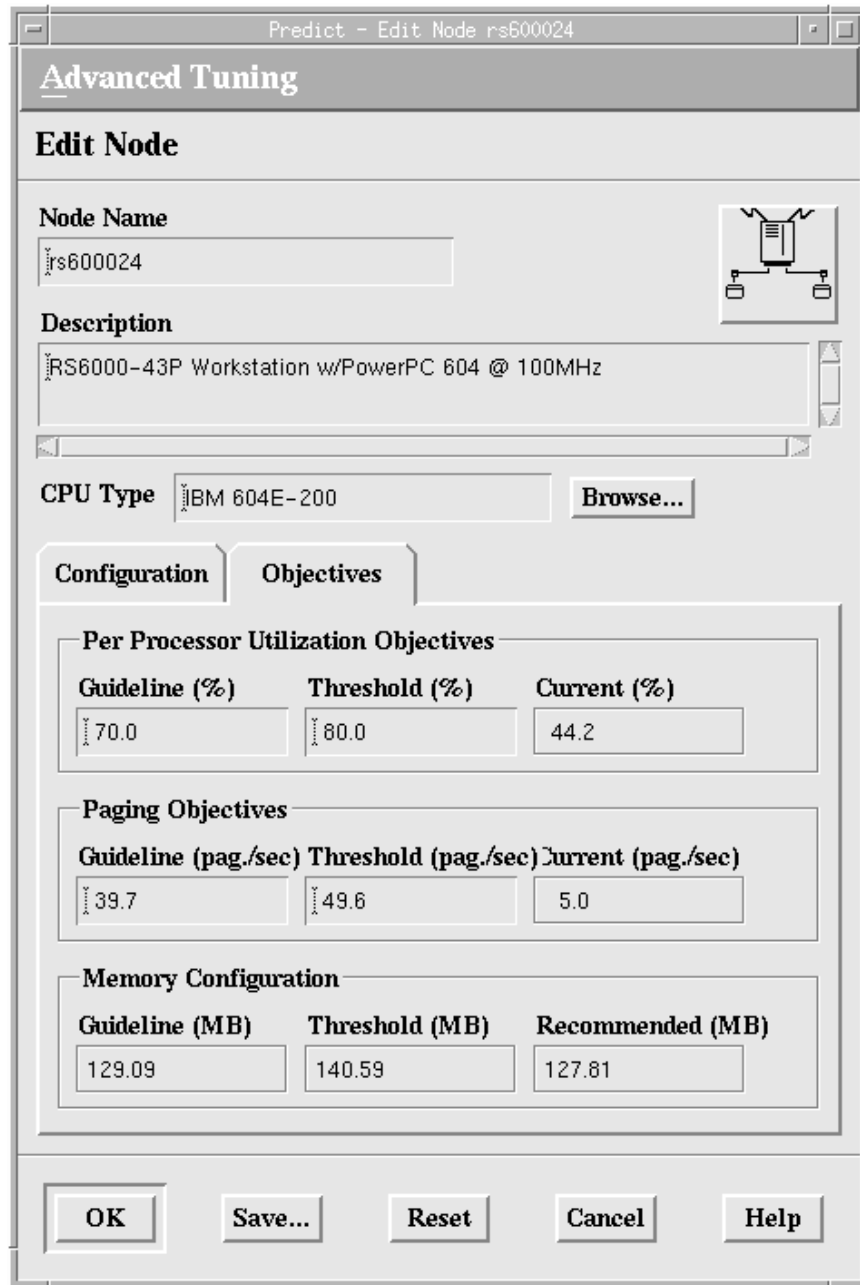 Predict - Edit Node rs600024
Advanced Tuning
Edit Node
Node Name
rs600024
Description
RS6000-43P Workstation w/PowerPC 604 @ 100MHz
CPU Type IBM 604E-200 Browse...
Configuration Objectives
Per Processor Utilization Objectives
Guideline (%) Threshold (%) Current (%)
70.0 80.0 44.2
Paging Objectives
Guideline (pag./sec) Threshold (pag./sec) Current (pag./sec)
39.7 49.6 5.0
Memory Configuration
Guideline (MB) Threshold (MB) Recommended (MB)
129.09 140.59 127.81
OK Save... Reset Cancel Help